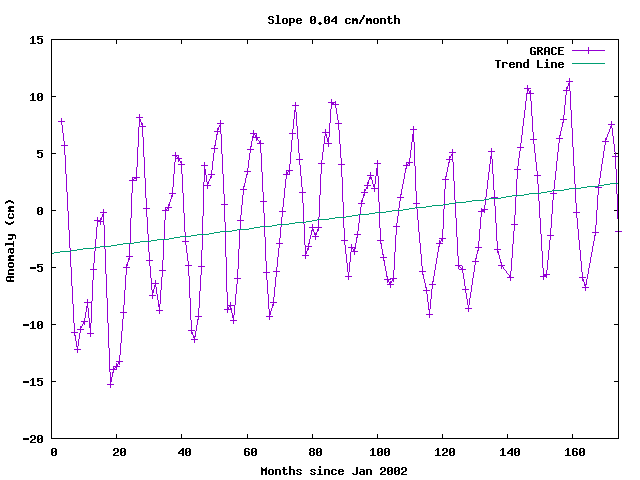 Slope 0.04 cm/month
GRACE
Trend Line
15
10
5
0
-5
-10
-15
-20
Anomaly (cm)
0 20 40 60 80 100 120 140 160
Months since Jan 2002